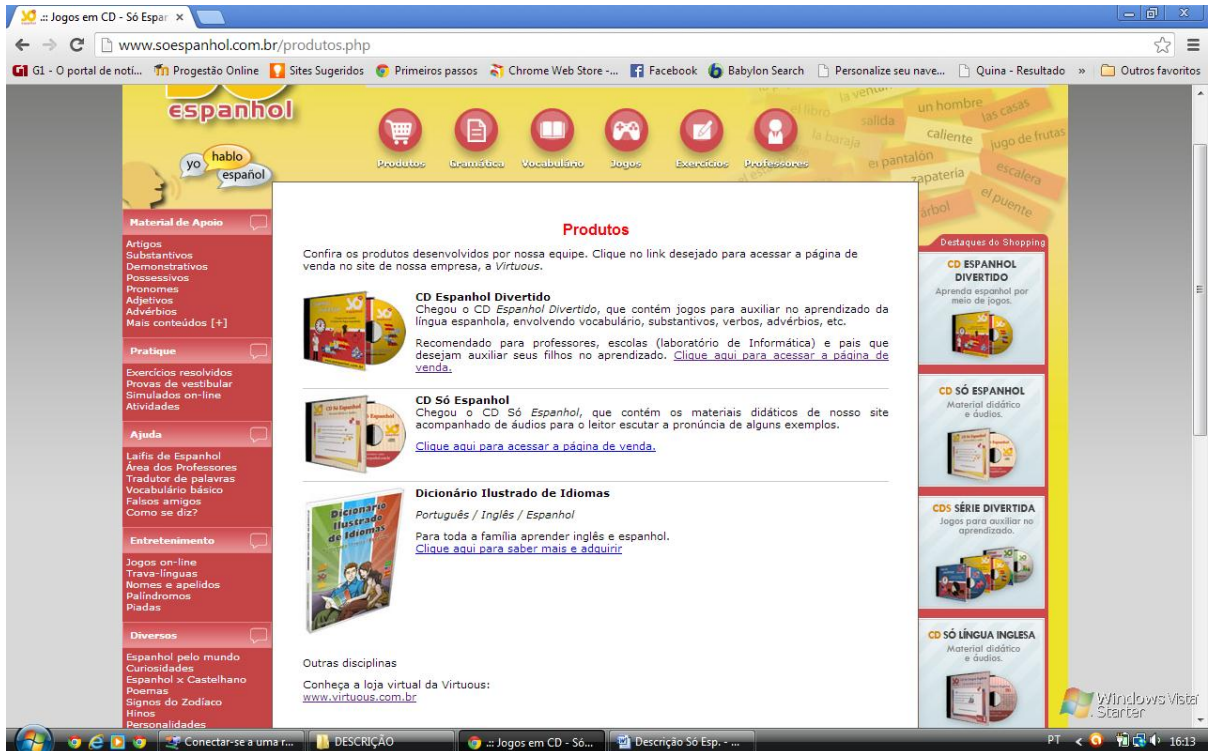 .:: Jogos em CD - Só Espar
www.soespanhol.com.br/produtos.php
G1 - O portal de notí... Progestão Online Sites Sugeridos Primeiros passos Chrome Web Store -... Facebook Babylon Search Personalize seu nave... Quina - Resultado » Outros favoritos
espanhol
yo hablo español
Produtos Gramática Vocabulário Jogos Exercícios Professores
la ventan
el libro
salida
un hombre
las casas
la baraja
caliente
jugo de frutas
el pantalón
zapatería
escalera
el puente
árbol
Material de Apoio
Artigos
Substantivos
Demonstrativos
Possessivos
Pronomes
Adjetivos
Advérbios
Mais conteúdos [+]
Pratique
Exercícios resolvidos
Provas de vestibular
Simulados on-line
Atividades
Ajuda
Laifis de Espanhol
Área dos Professores
Tradutor de palavras
Vocabulário básico
Falsos amigos
Como se diz?
Entretenimento
Jogos on-line
Trava-línguas
Nomes e apelidos
Palíndromos
Piadas
Diversos
Espanhol pelo mundo
Curiosidades
Espanhol x Castelhano
Poemas
Signos do Zodíaco
Hinos
Personalidades
Produtos
Confira os produtos desenvolvidos por nossa equipe. Clique no link desejado para acessar a página de
venda no site de nossa empresa, a Virtuous.
CD Espanhol Divertido
Chegou o CD Espanhol Divertido, que contém jogos para auxiliar no aprendizado da
língua espanhola, envolvendo vocabulário, substantivos, verbos, advérbios, etc.
Recomendado para professores, escolas (laboratório de Informática) e pais que
desejam auxiliar seus filhos no aprendizado. Clique aqui para acessar a página de
venda.
CD Só Espanhol
Chegou o CD Só Espanhol, que contém os materiais didáticos de nosso site
acompanhado de áudios para o leitor escutar a pronúncia de alguns exemplos.
Clique aqui para acessar a página de venda.
Dicionário
Ilustrado
de Idiomas
Dicionário Ilustrado de Idiomas
Português / Inglês / Espanhol
Para toda a família aprender inglês e espanhol.
Clique aqui para saber mais e adquirir
Outras disciplinas
Conheça a loja virtual da Virtuous:
www.virtuous.com.br
Destaques do Shopping
CD ESPANHOL
DIVERTIDO
Aprenda espanhol por
meio de jogos.
CD SÓ ESPANHOL
Material didático
e áudios.
CDS SÉRIE DIVERTIDA
Jogos para auxiliar no
aprendizado.
CD SÓ LÍNGUA INGLESA
Material didático
e áudios.
Windows Vista
Starter
Conectar-se a uma r... DESCRIÇÃO .:: Jogos em CD - Só... Descrição Só Esp. - ... PT 16:13